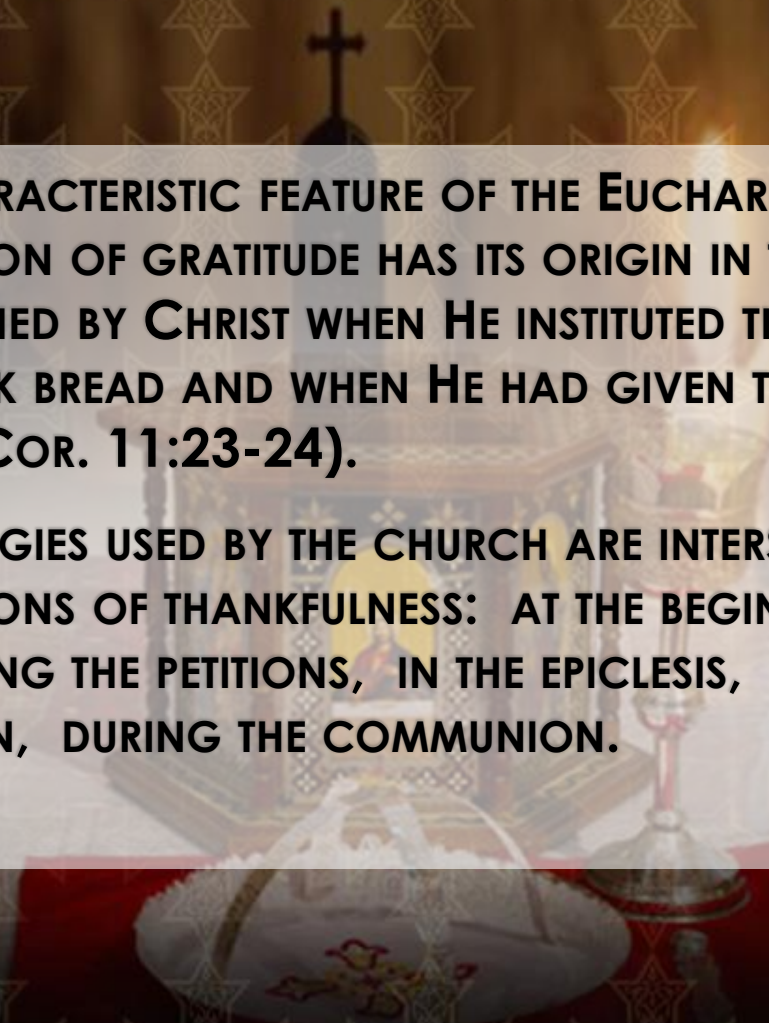 RACTERISTIC FEATURE OF THE EUCHAR
ON OF GRATITUDE HAS ITS ORIGIN IN
BY CHRIST WHEN HE INSTITUTED
K BREAD AND WHEN HE HAD GIVEN T
COR. 11:23-24).
GIES USED BY THE CHURCH ARE INTERS
ONS OF THANKFULNESS: AT THE BEGIN
NG THE PETITIONS, IN THE EPICLESIS,
N, DURING THE COMMUNION.